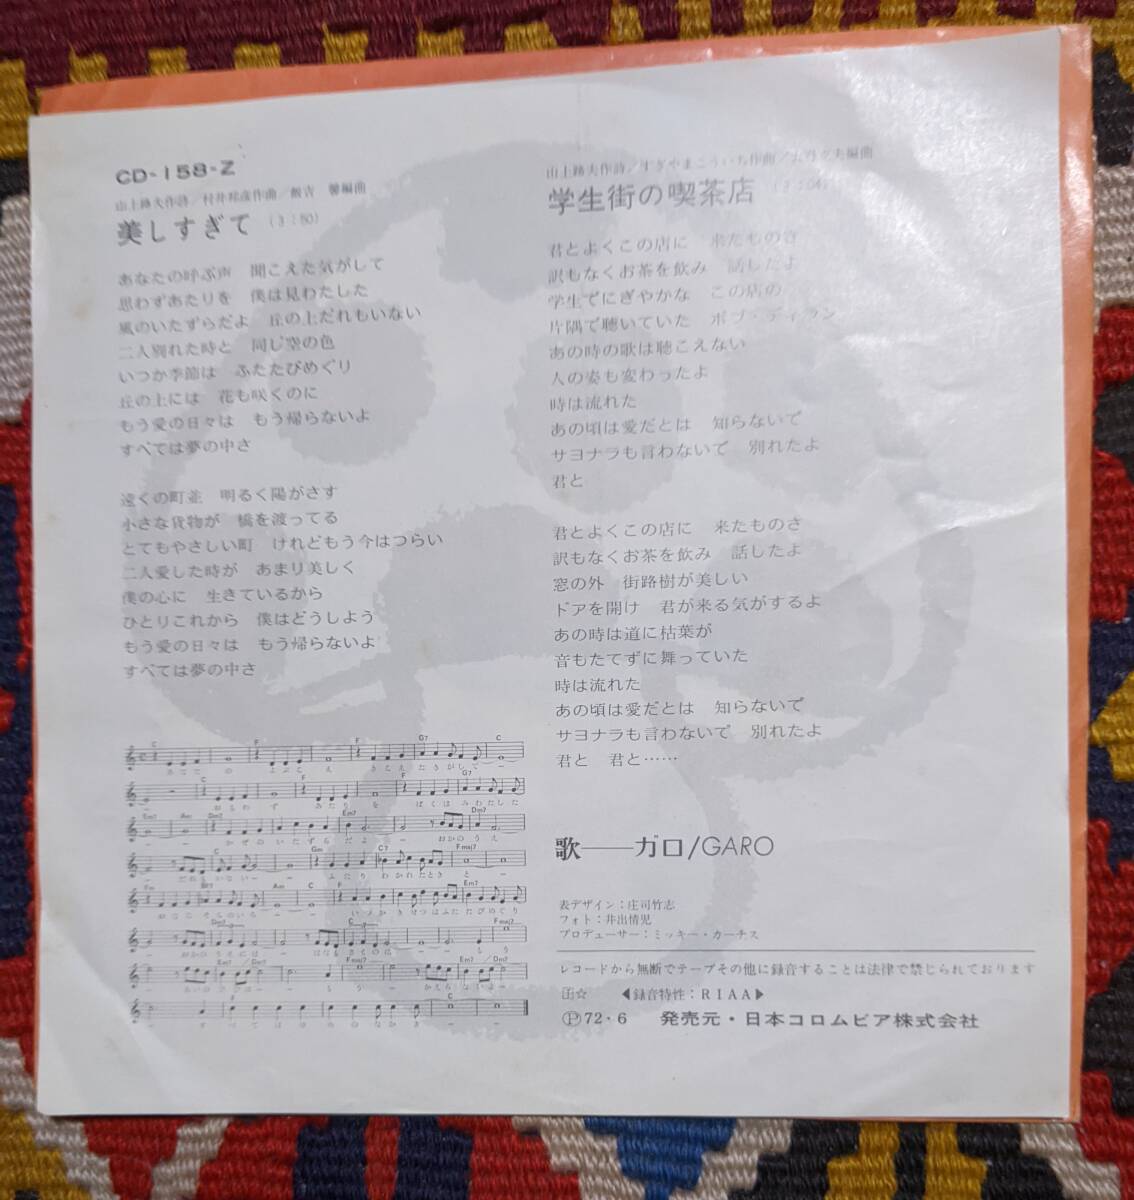 CD-158-Z
山上路夫作詩／村井邦彦作曲／飯吉 馨編曲
美しすぎて (3:50)
あなたの呼ぶ声 聞こえた気がして
思わずあたりを 僕は見わたした
風のいたずらだよ 丘の上だれもいない
二人別れた時と 同じ空の色
いつか季節は ふたたびめぐり
丘の上には 花も咲くのに
もう愛の日々は もう帰らないよ
すべては夢の中さ
遠くの町並 明るく陽がさす
小さな貨物が 橋を渡ってる
とてもやさしい町 けれどもう今はつらい
二人愛した時が あまり美しく
僕の心に 生きているから
ひとりこれから 僕はどうしよう
もう愛の日々は もう帰らないよ
すべては夢の中さ
山上路夫作詩／すぎやまこういち作曲／大野克夫編曲
学生街の喫茶店 (3:04)
君とよくこの店に 来たものさ
訳もなくお茶を飲み 話したよ
学生でにぎやかな この店の
片隅で聴いていた ボブ・ディラン
あの時の歌は聴こえない
人の姿も変わったよ
時は流れた
あの頃は愛だとは 知らないで
サヨナラも言わないで 別れたよ
君と
君とよくこの店に 来たものさ
訳もなくお茶を飲み 話したよ
窓の外 街路樹が美しい
ドアを開け 君が来る気がするよ
あの時は道に枯葉が
音もたてずに舞っていた
時は流れた
あの頃は愛だとは 知らないで
サヨナラも言わないで 別れたよ
君と 君と……
歌──ガロ/GARO
表デザイン：庄司竹志
フォト：井出情児
プロデューサー：ミッキー・カーチス
レコードから無断でテープその他に録音することは法律で禁じられております
☆ ◀録音特性：RIAA▶
Ⓟ72・6 発売元・日本コロムビア株式会社